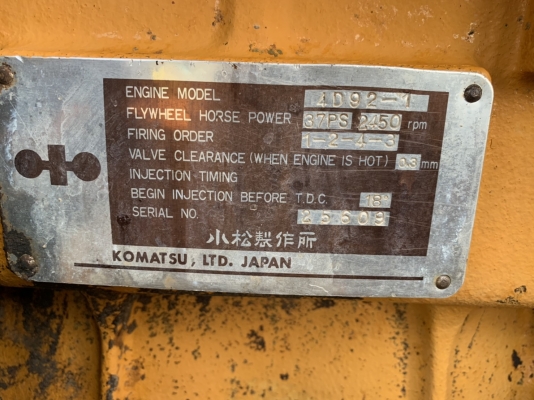 ENGINE MODEL 4D92-1
FLYWHEEL HORSE POWER 37PS 2450 rpm
FIRING ORDER 1-2-4-3
VALVE CLEARANCE (WHEN ENGINE IS HOT) 0.3 mm
INJECTION TIMING
BEGIN INJECTION BEFORE T.D.C. 18
SERIAL NO. 25509
小松製作所
KOMATSU, LTD. JAPAN